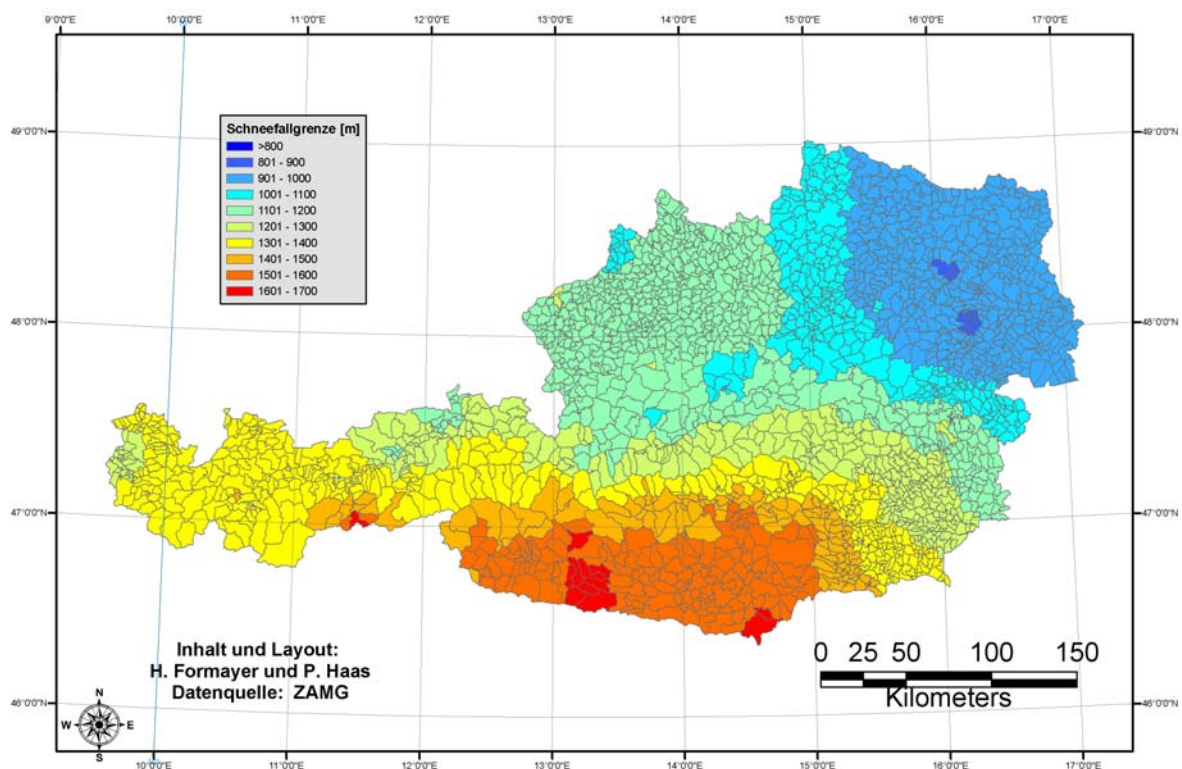 9°0'0"E 10°0'0"E 11°0'0"E 12°0'0"E 13°0'0"E 14°0'0"E 15°0'0"E 16°0'0"E 17°0'0"E
49°0'0"N 49°0'0"N
Schneefallgrenze [m]
>800
801 - 900
901 - 1000
1001 - 1100
1101 - 1200
1201 - 1300
1301 - 1400
1401 - 1500
1501 - 1600
1601 - 1700
48°0'0"N 48°0'0"N
47°0'0"N 47°0'0"N
Inhalt und Layout:
H. Formayer und P. Haas
Datenquelle: ZAMG
0 25 50 100 150
Kilometers
46°0'0"N 46°0'0"N
N
W E
S
10°0'0"E 11°0'0"E 12°0'0"E 13°0'0"E 14°0'0"E 15°0'0"E 16°0'0"E 17°0'0"E